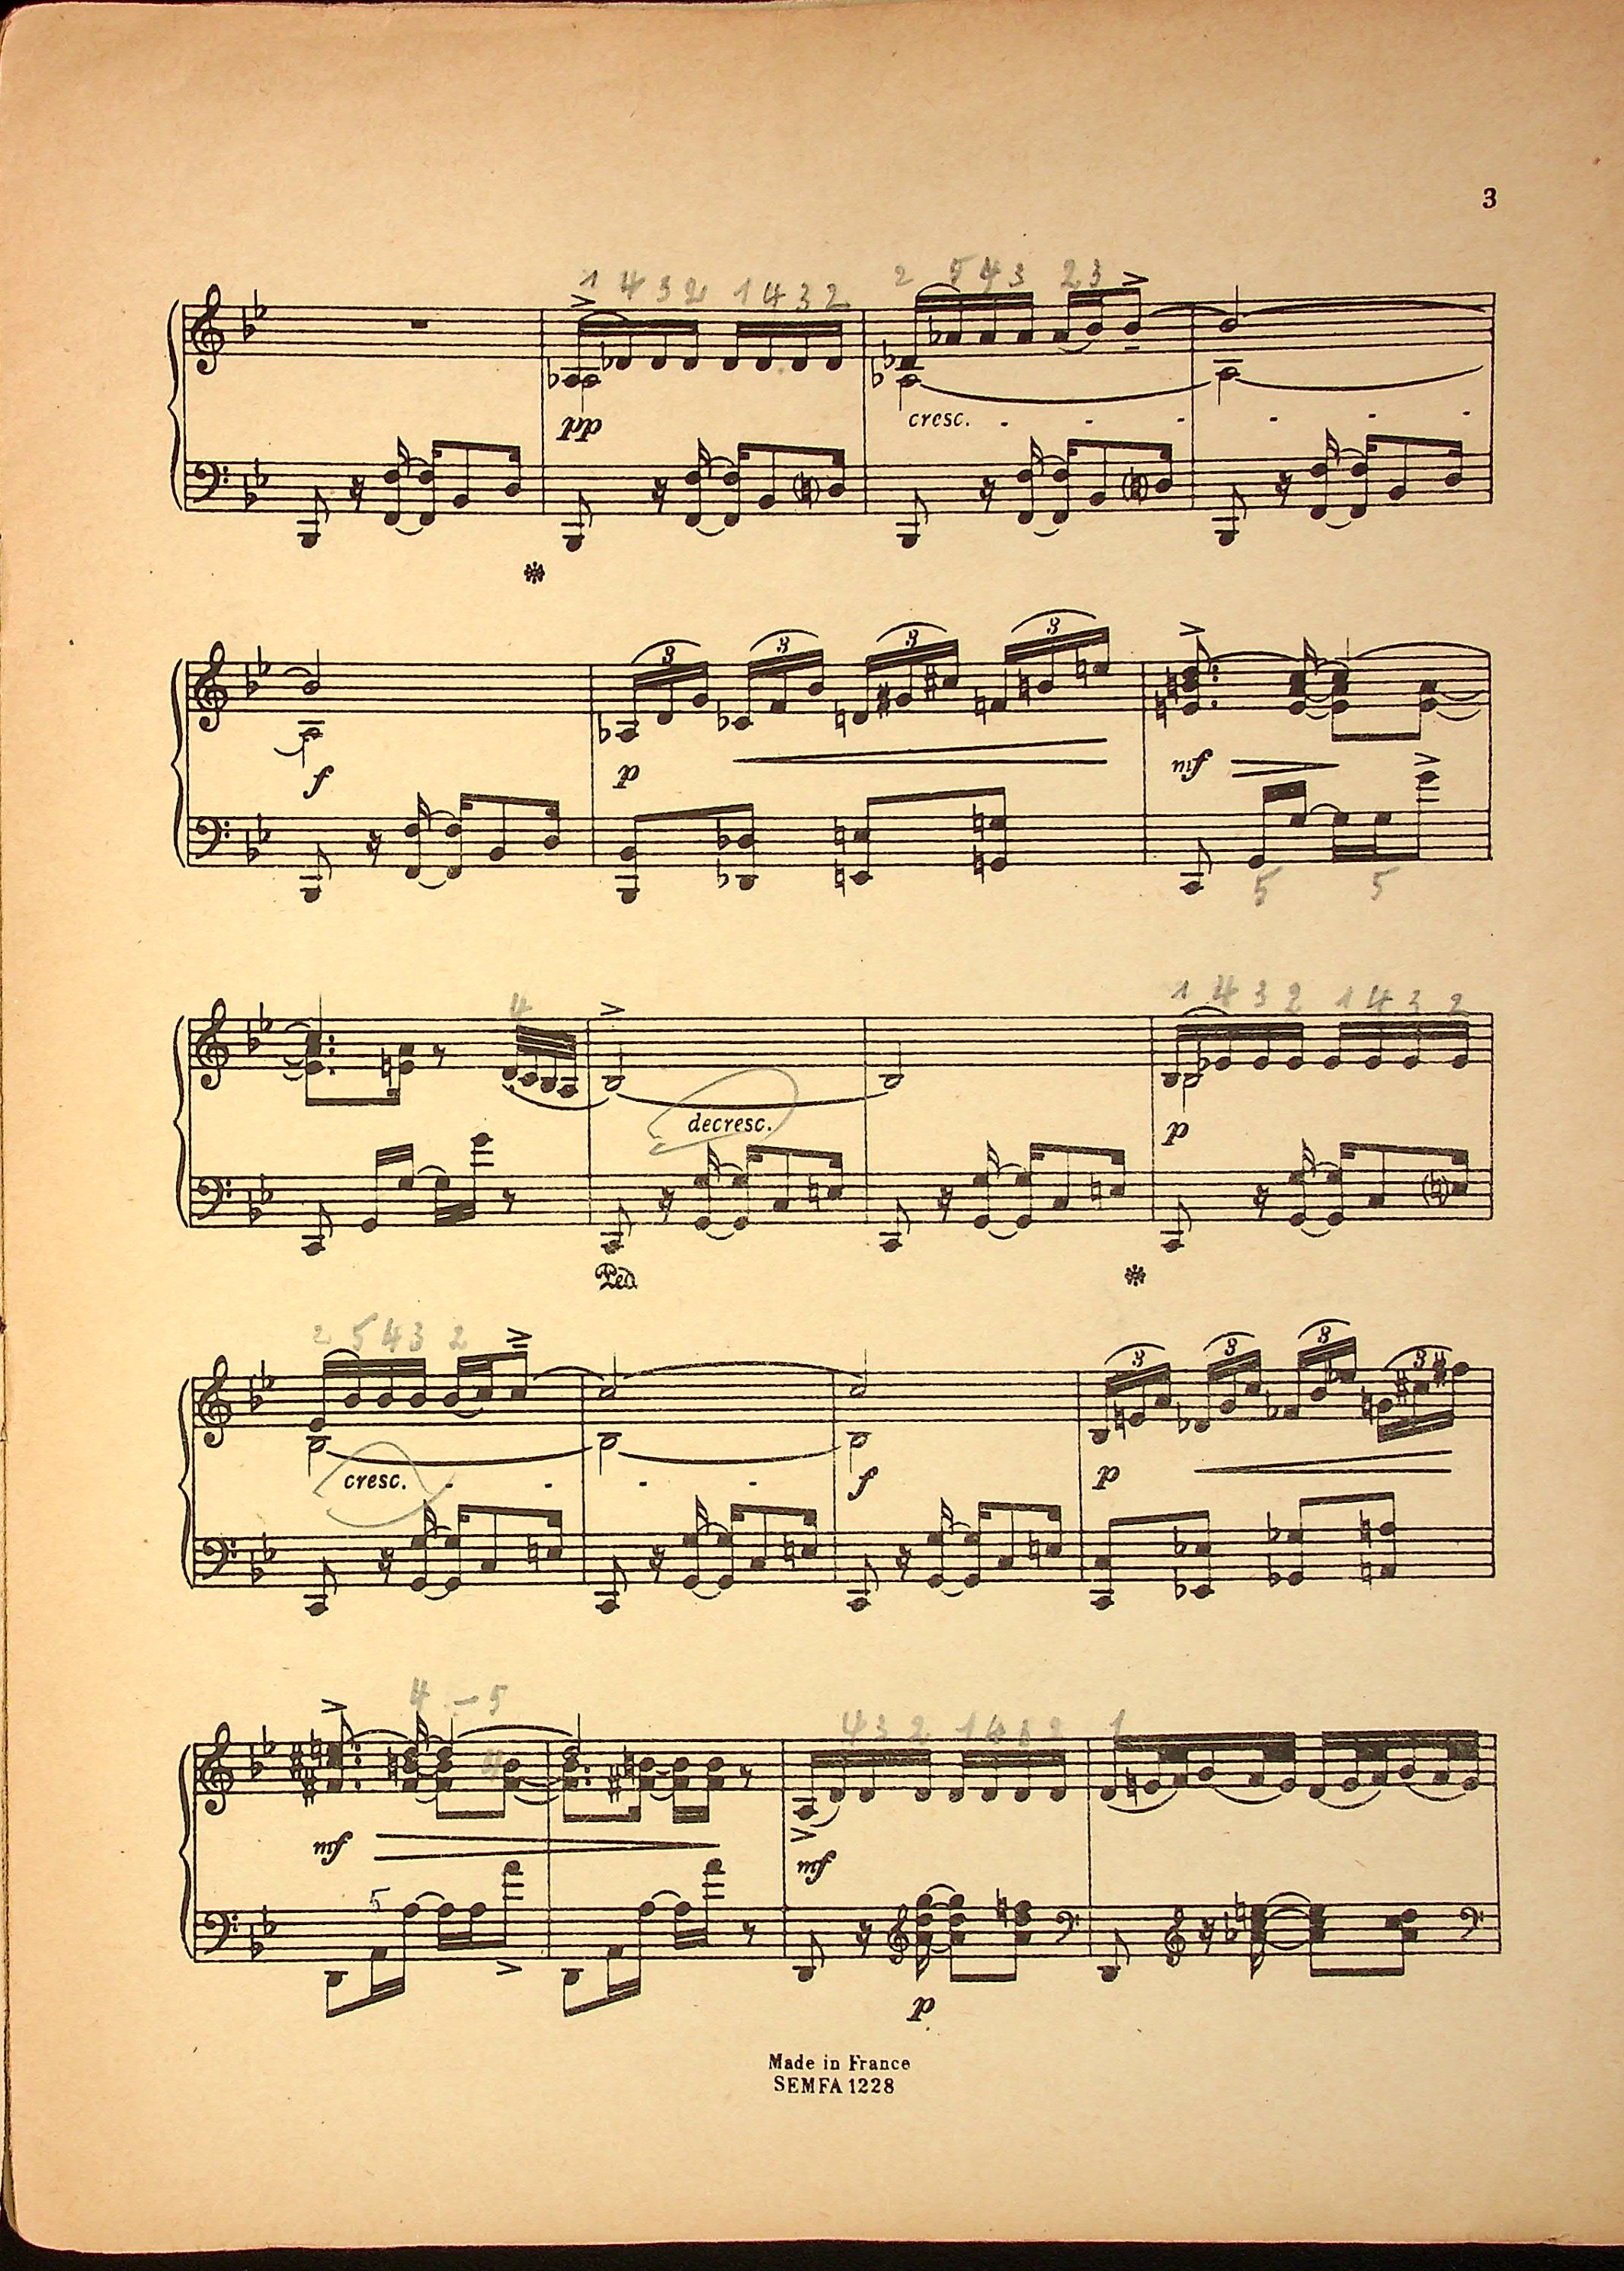 3
1 4 3 2 1 4 3 2 2 5 4 3 2 3
pp cresc.
3 3 3 3
f p mf
5 5
4 1 4 3 2 1 4 3 2
decresc. p
Ped.
2 5 4 3 2
3 3 3 3
cresc. f p
4 - 5
4 3 2 1 4 3 2 1
4
mf mf
5
p
Made in France
SEMFA 1228